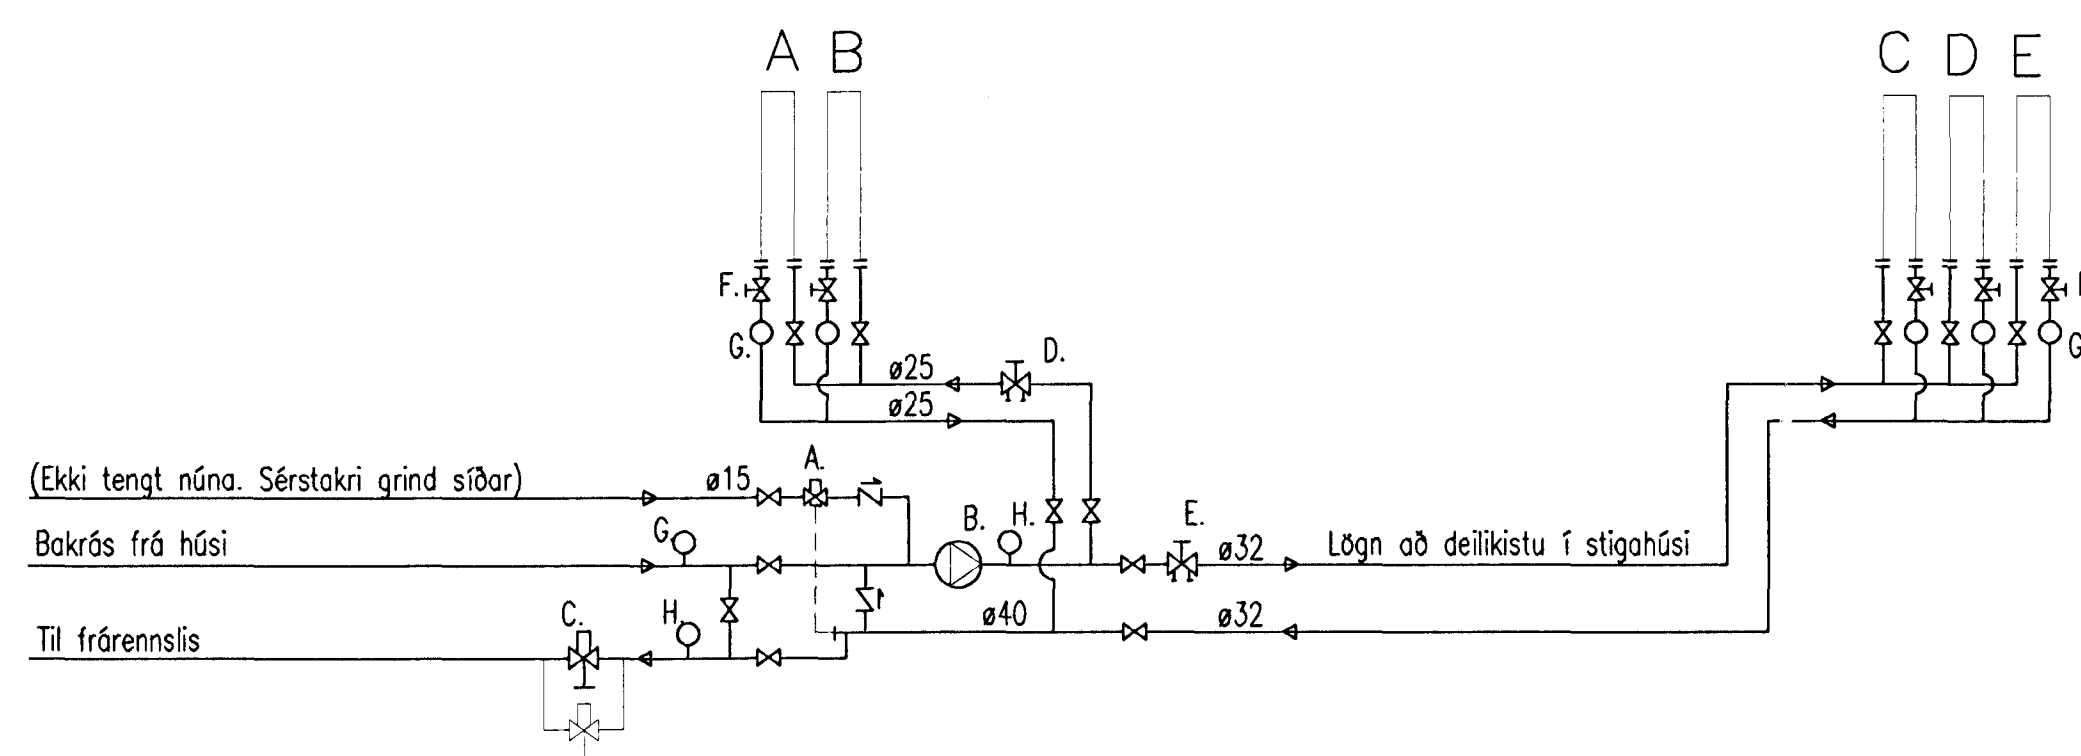 A B
C D E
F.
G.
D.
ø25
ø25
G
A.
(Ekki tengt núna. Sérstakri grind síðar)
ø15
G.
B.
H.
E.
Bakrás frá húsi
ø32
Lögn að deilikistu í stigahúsi
C.
H.
ø40
ø32
Til frárennslis